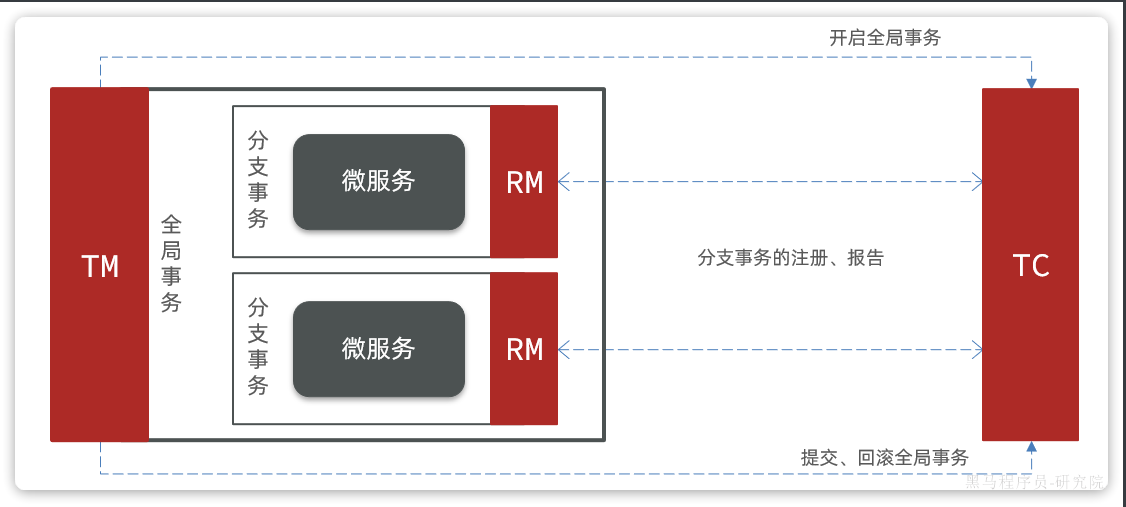 开启全局事务
TM
全局事务
分支事务
微服务
RM
分支事务
微服务
RM
分支事务的注册、报告
TC
提交、回滚全局事务
黑马程序员-研究院